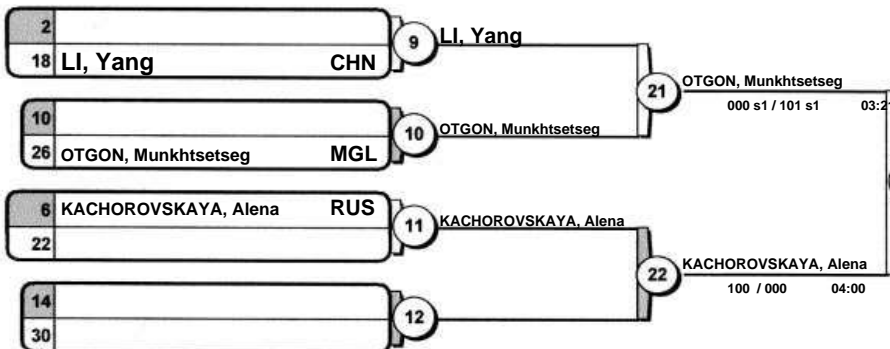 2
9 LI, Yang
18 LI, Yang CHN
21 OTGON, Munkhtsetseg
000 s1 / 101 s1
10
10 OTGON, Munkhtsetseg
26 OTGON, Munkhtsetseg MGL
6 KACHOROVSKAYA, Alena RUS
11 KACHOROVSKAYA, Alena
22
22 KACHOROVSKAYA, Alena
100 / 000 04:00
14
12
30